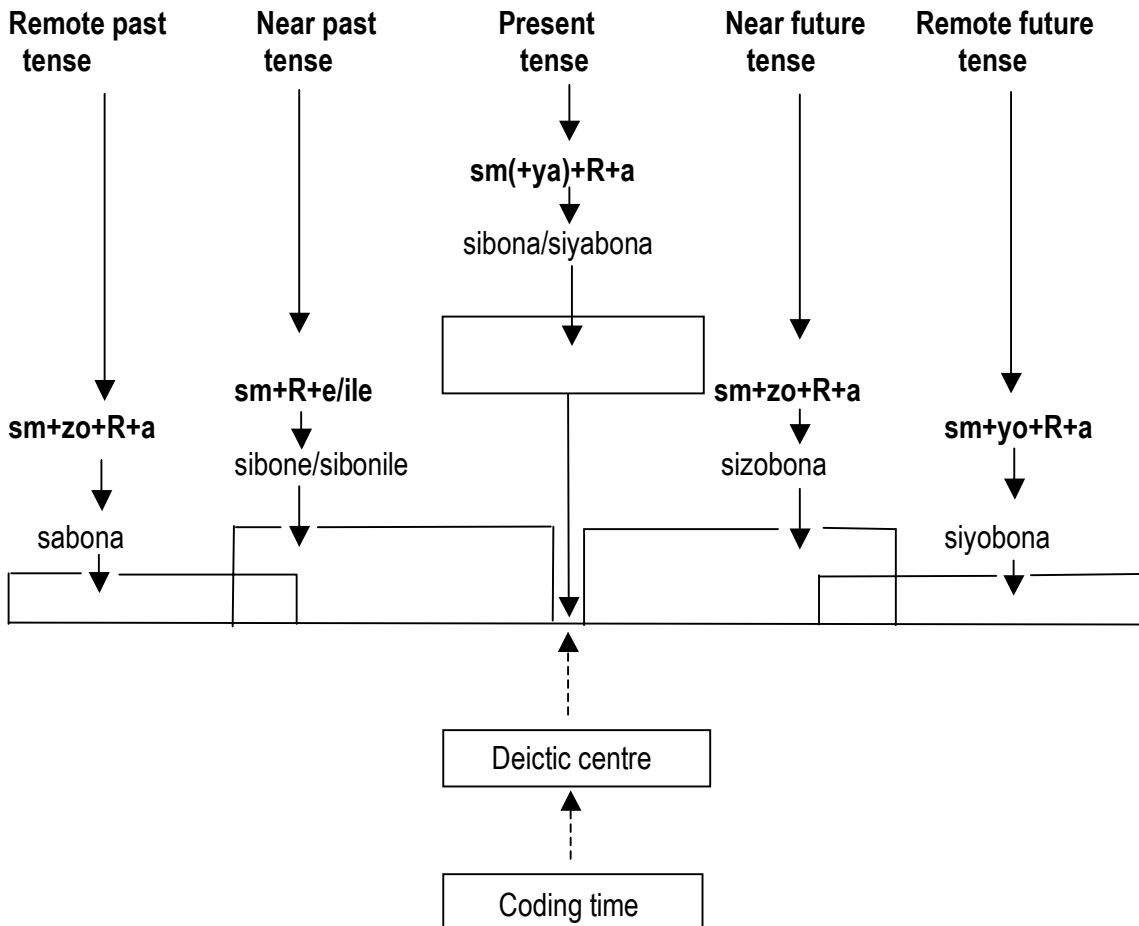 Remote past tense
Near past tense
Present tense
Near future tense
Remote future tense
sm(+ya)+R+a
sibona/siyabona
sm+zo+R+a
sabona
sm+R+e/ile
sibone/sibonile
sm+zo+R+a
sizobona
sm+yo+R+a
siyobona
Deictic centre
Coding time